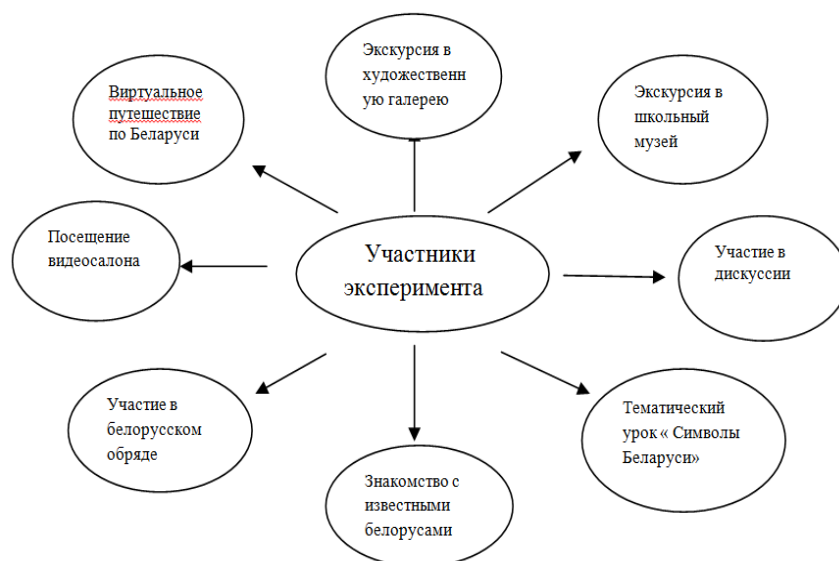 Экскурсия в
художественн
ую галерею
Виртуальное
путешествие
по Беларуси
Экскурсия в
школьный
музей
Посещение
видеосалона
Участники
эксперимента
Участие в
дискуссии
Участие в
белорусском
обряде
Тематический
урок « Символы
Беларуси»
Знакомство с
известными
белорусами